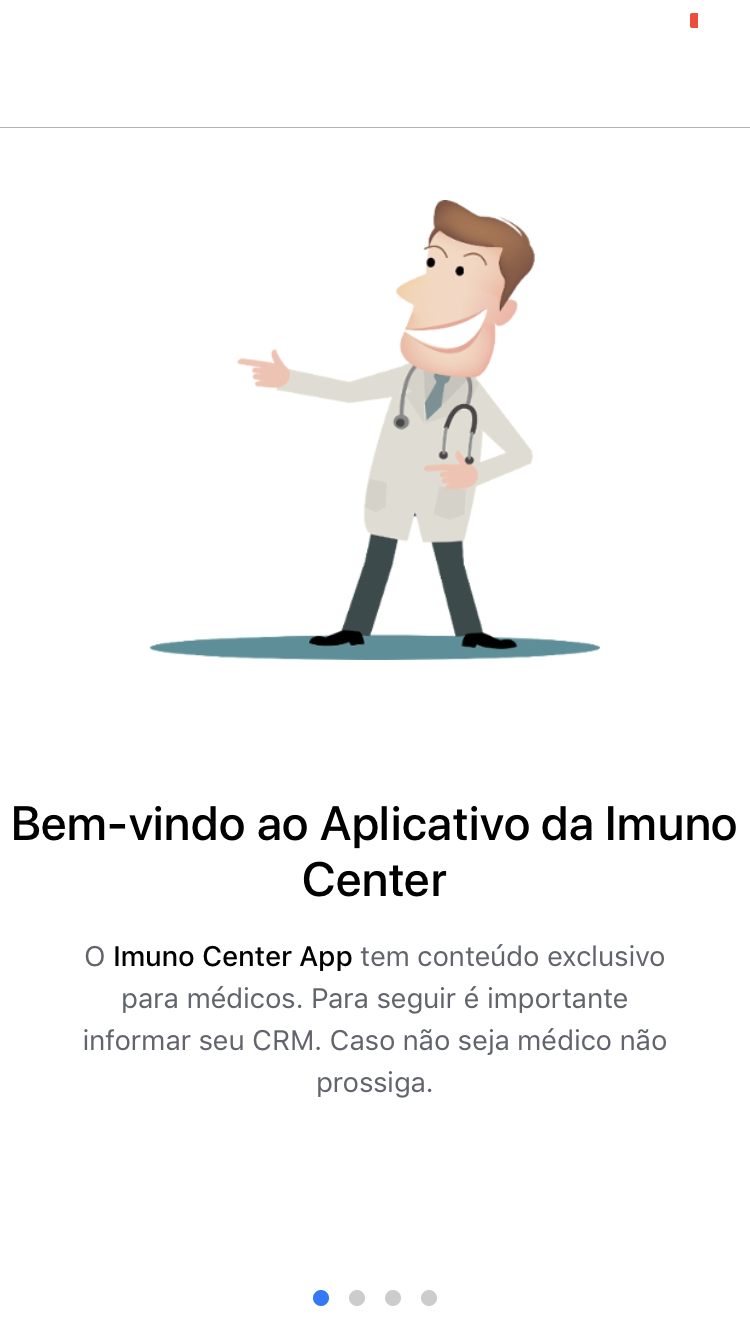 Bem-vindo ao Aplicativo da Imuno
Center
O Imuno Center App tem conteúdo exclusivo
para médicos. Para seguir é importante
informar seu CRM. Caso não seja médico não
prossiga.